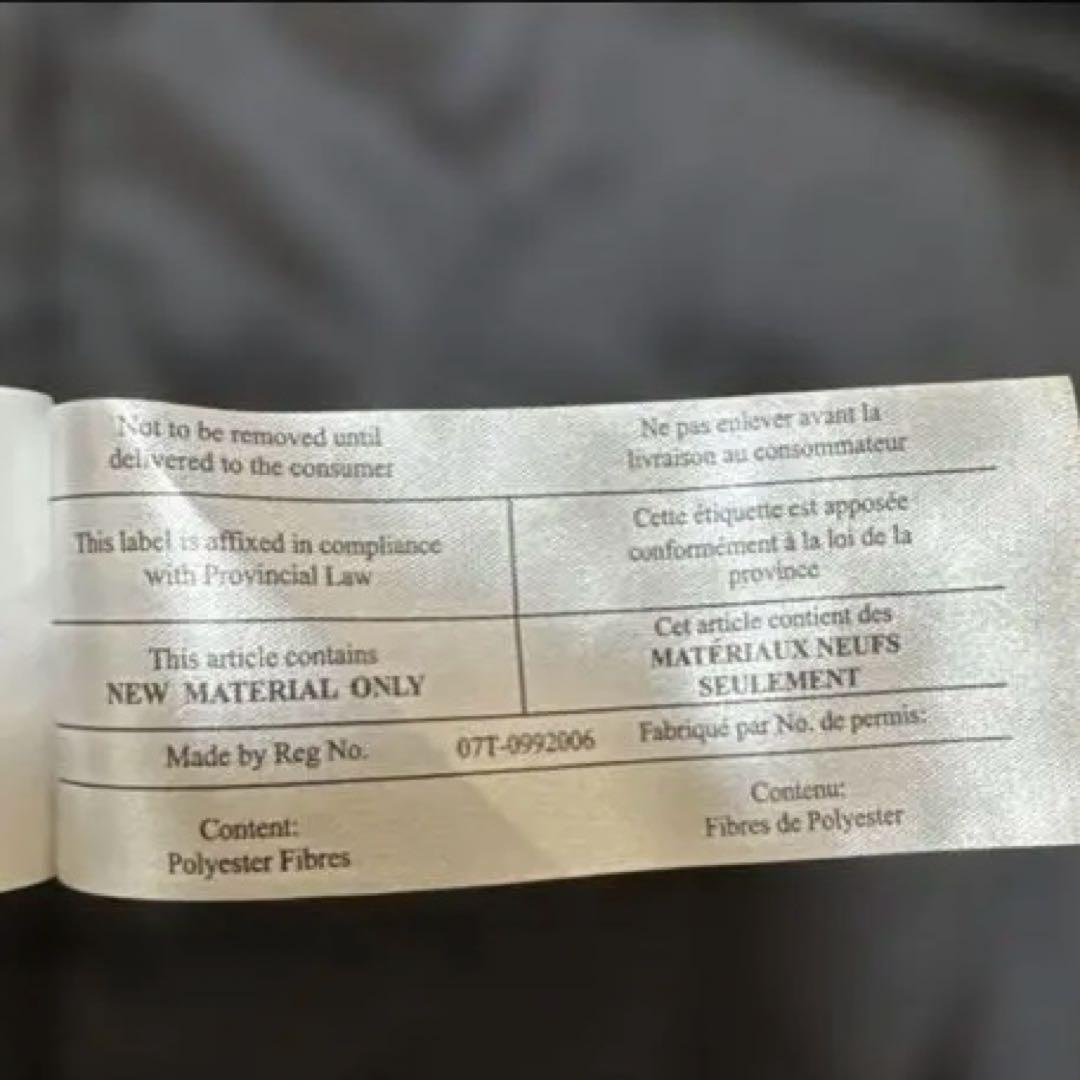 Not to be removed until
delivered to the consumer
Ne pas enlever avant la
livraison au consommateur
This label is affixed in compliance
with Provincial Law
Cette étiquette est apposée
conformément à la loi de la
province
This article contains
NEW MATERIAL ONLY
Cet article contient des
MATÉRIAUX NEUFS
SEULEMENT
Made by Reg No. 07T-0992006 Fabriqué par No. de permis:
Content:
Polyester Fibres
Contenu:
Fibres de Polyester